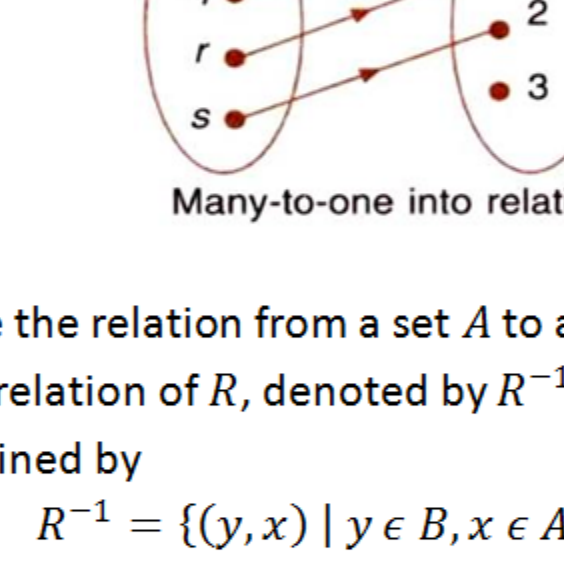 2
r
3
s
Many-to-one into relat
the relation from a set A to a
relation of R, denoted by R⁻¹
ined by
R⁻¹ = {(y, x) | y ϵ B, x ϵ A